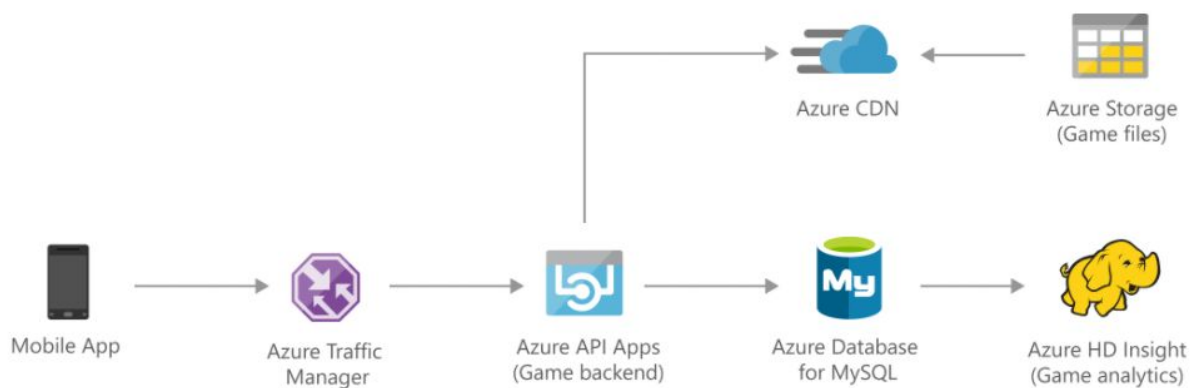 Azure CDN
Azure Storage
(Game files)
My
Mobile App
Azure Traffic
Manager
Azure API Apps
(Game backend)
Azure Database
for MySQL
Azure HD Insight
(Game analytics)